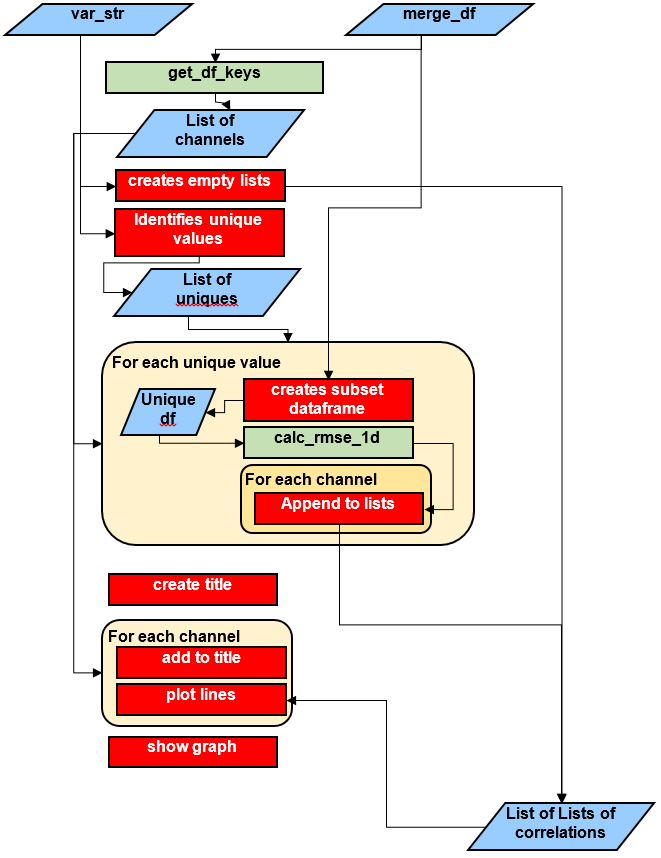 var_str
merge_df
get_df_keys
List of
channels
creates empty lists
Identifies unique
values
List of
uniques
For each unique value
creates subset
dataframe
Unique
df
calc_rmse_1d
For each channel
Append to lists
create title
For each channel
add to title
plot lines
show graph
List of Lists of
correlations